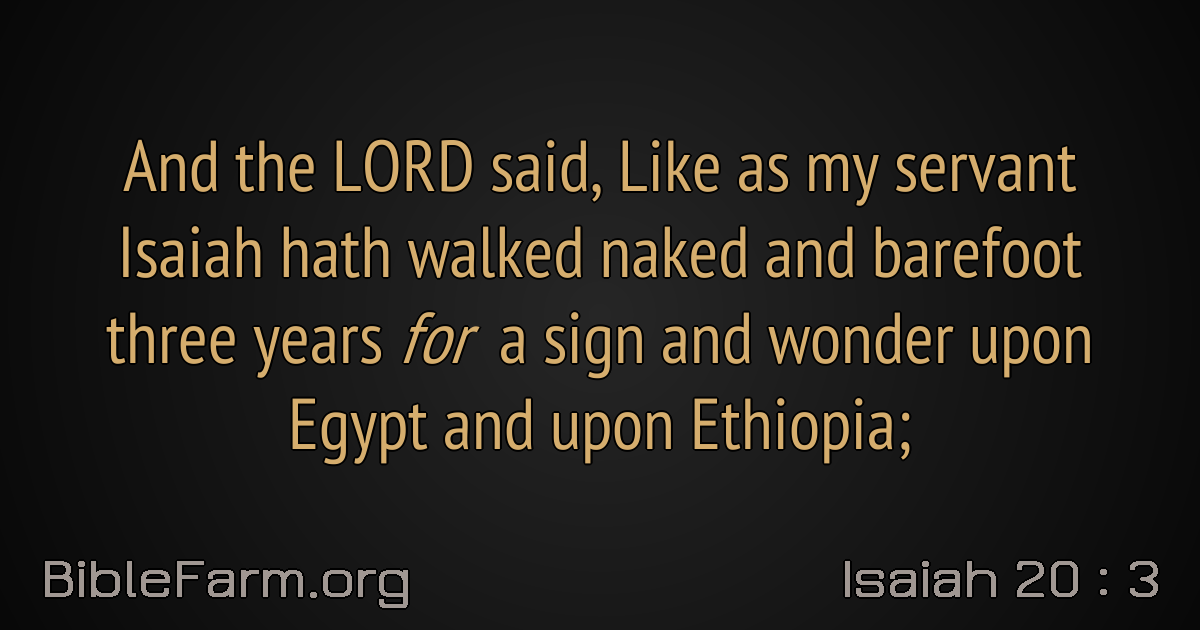 And the LORD said, Like as my servant
Isaiah hath walked naked and barefoot
three years for a sign and wonder upon
Egypt and upon Ethiopia;
BibleFarm.org
Isaiah 20 : 3